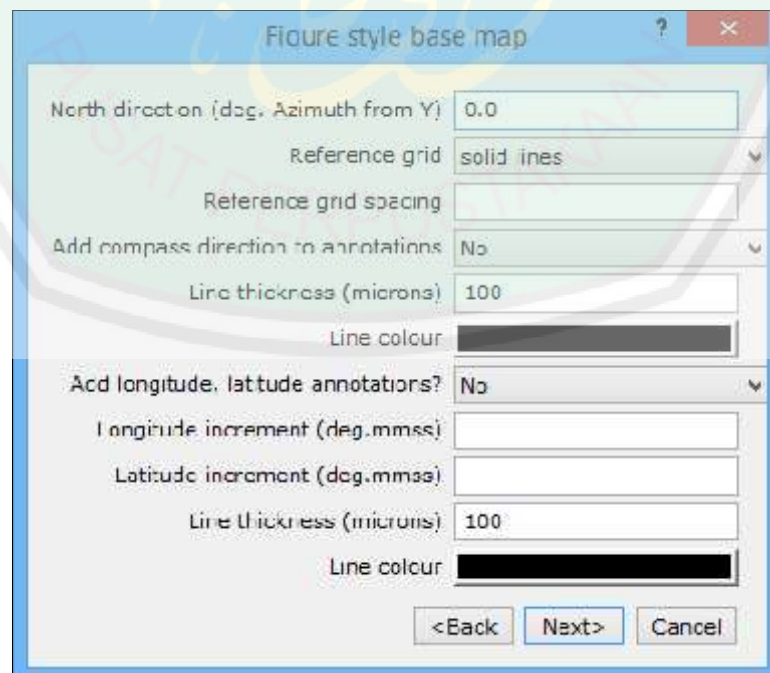 Figure style base map ?
North direction (deg. Azimuth from Y) 0.0
Reference grid solid lines
Reference grid spacing
Add compass direction to annotations No
Line thickness (microns) 100
Line colour
Add longitude, latitude annotations? No
Longitude increment (deg.mmss)
Latitude increment (deg.mmss)
Line thickness (microns) 100
Line colour
<Back Next> Cancel